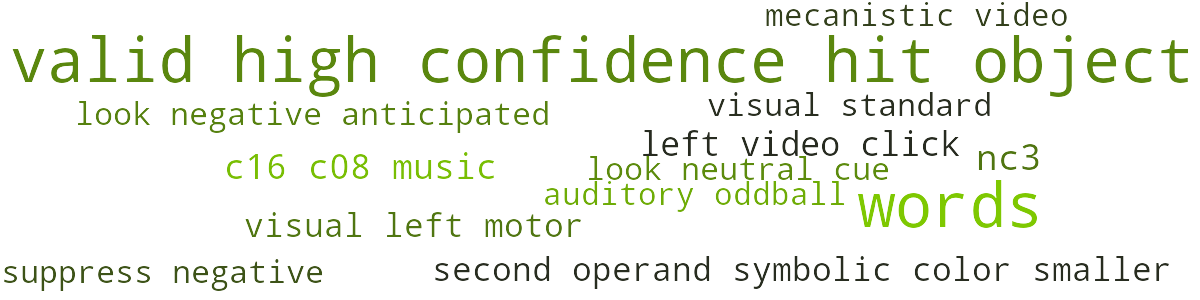 mecanistic video
valid high confidence hit object
look negative anticipated
visual standard
left video click
c16 c08 music
look neutral cue
nc3
auditory oddball
words
visual left motor
suppress negative
second operand symbolic color smaller